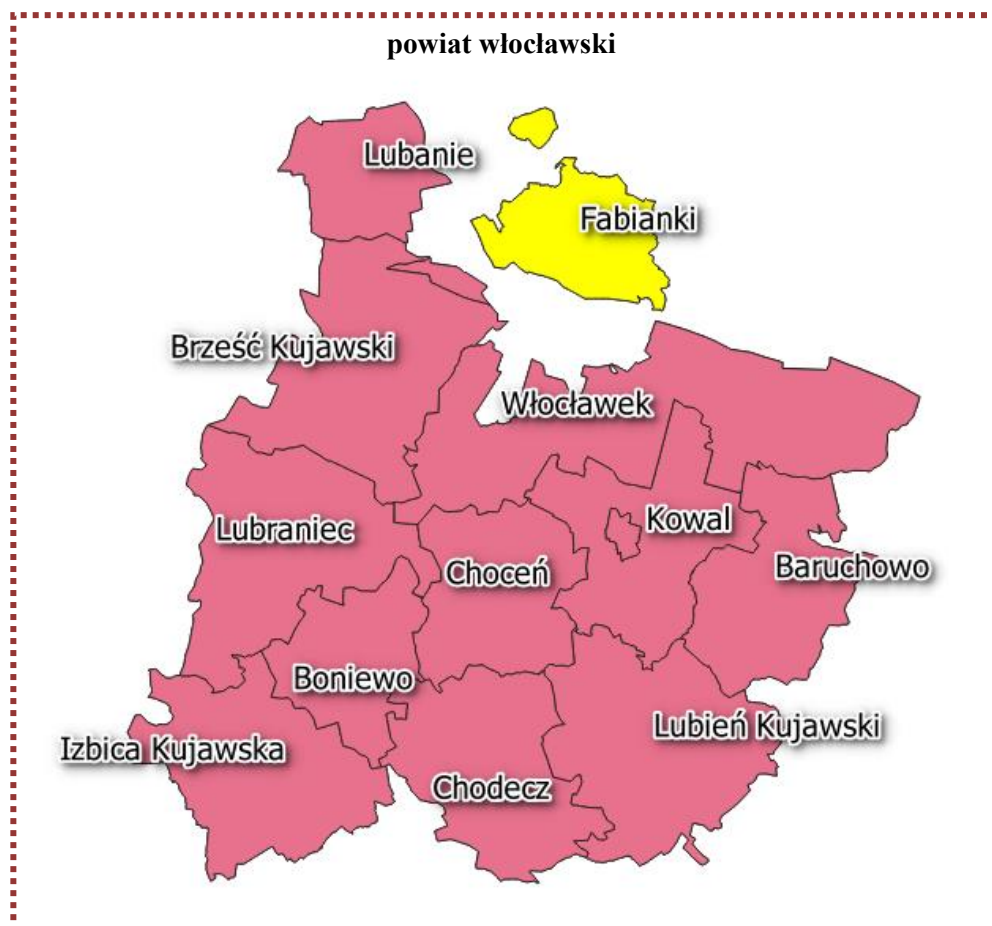 powiat włocławski
Lubanie
Fabianki
Brześć Kujawski
Włocławek
Kowal
Lubraniec
Choceń
Baruchowo
Boniewo
Lubień Kujawski
Izbica Kujawska
Chodecz